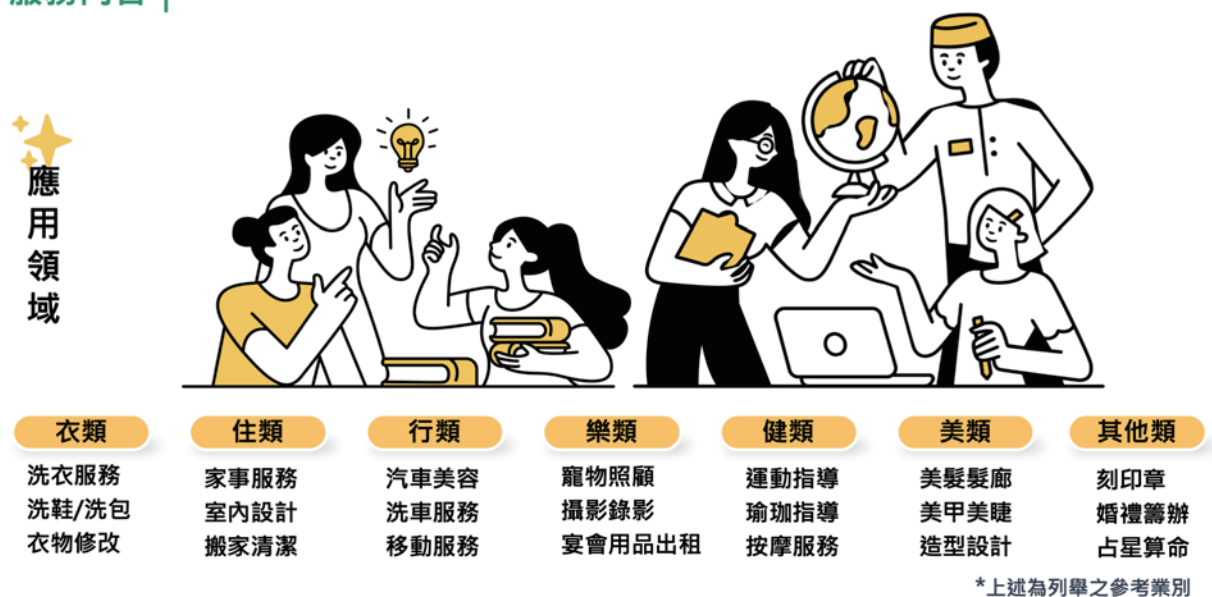 應用領域
衣類
洗衣服務
洗鞋/洗包
衣物修改
住類
家事服務
室內設計
搬家清潔
行類
汽車美容
洗車服務
移動服務
樂類
寵物照顧
攝影錄影
宴會用品出租
健類
運動指導
瑜珈指導
按摩服務
美類
美髮髮廊
美甲美睫
造型設計
其他類
刻印章
婚禮籌辦
占星算命
*上述為列舉之參考業別